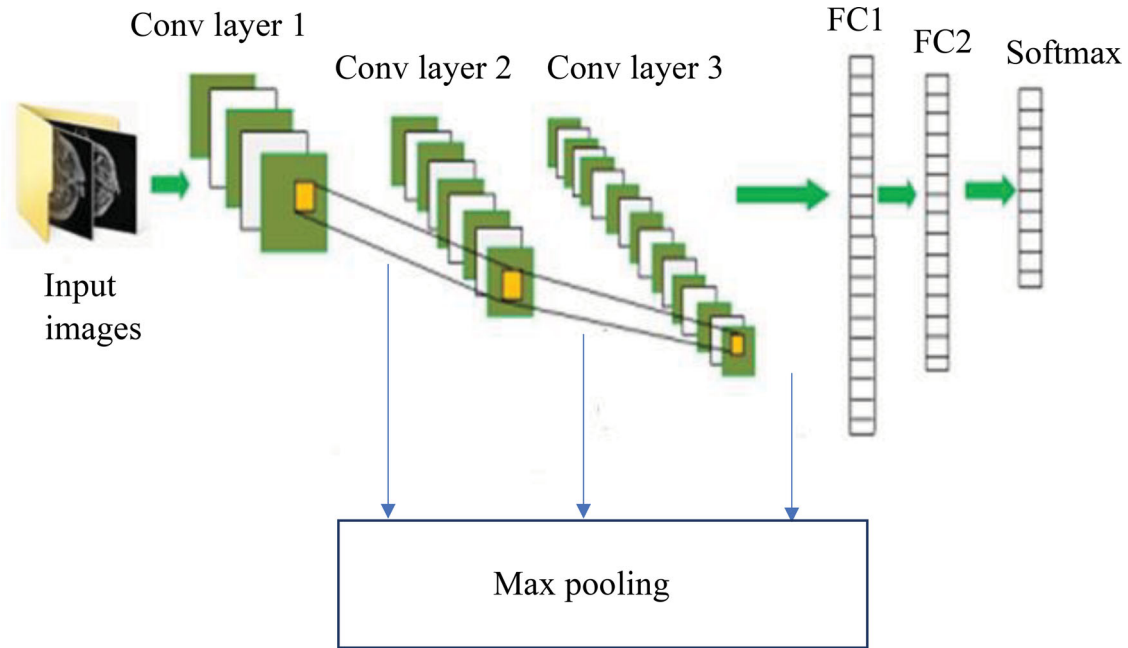 Conv layer 1
Conv layer 2
Conv layer 3
FC1
FC2
Softmax
Input
images
Max pooling